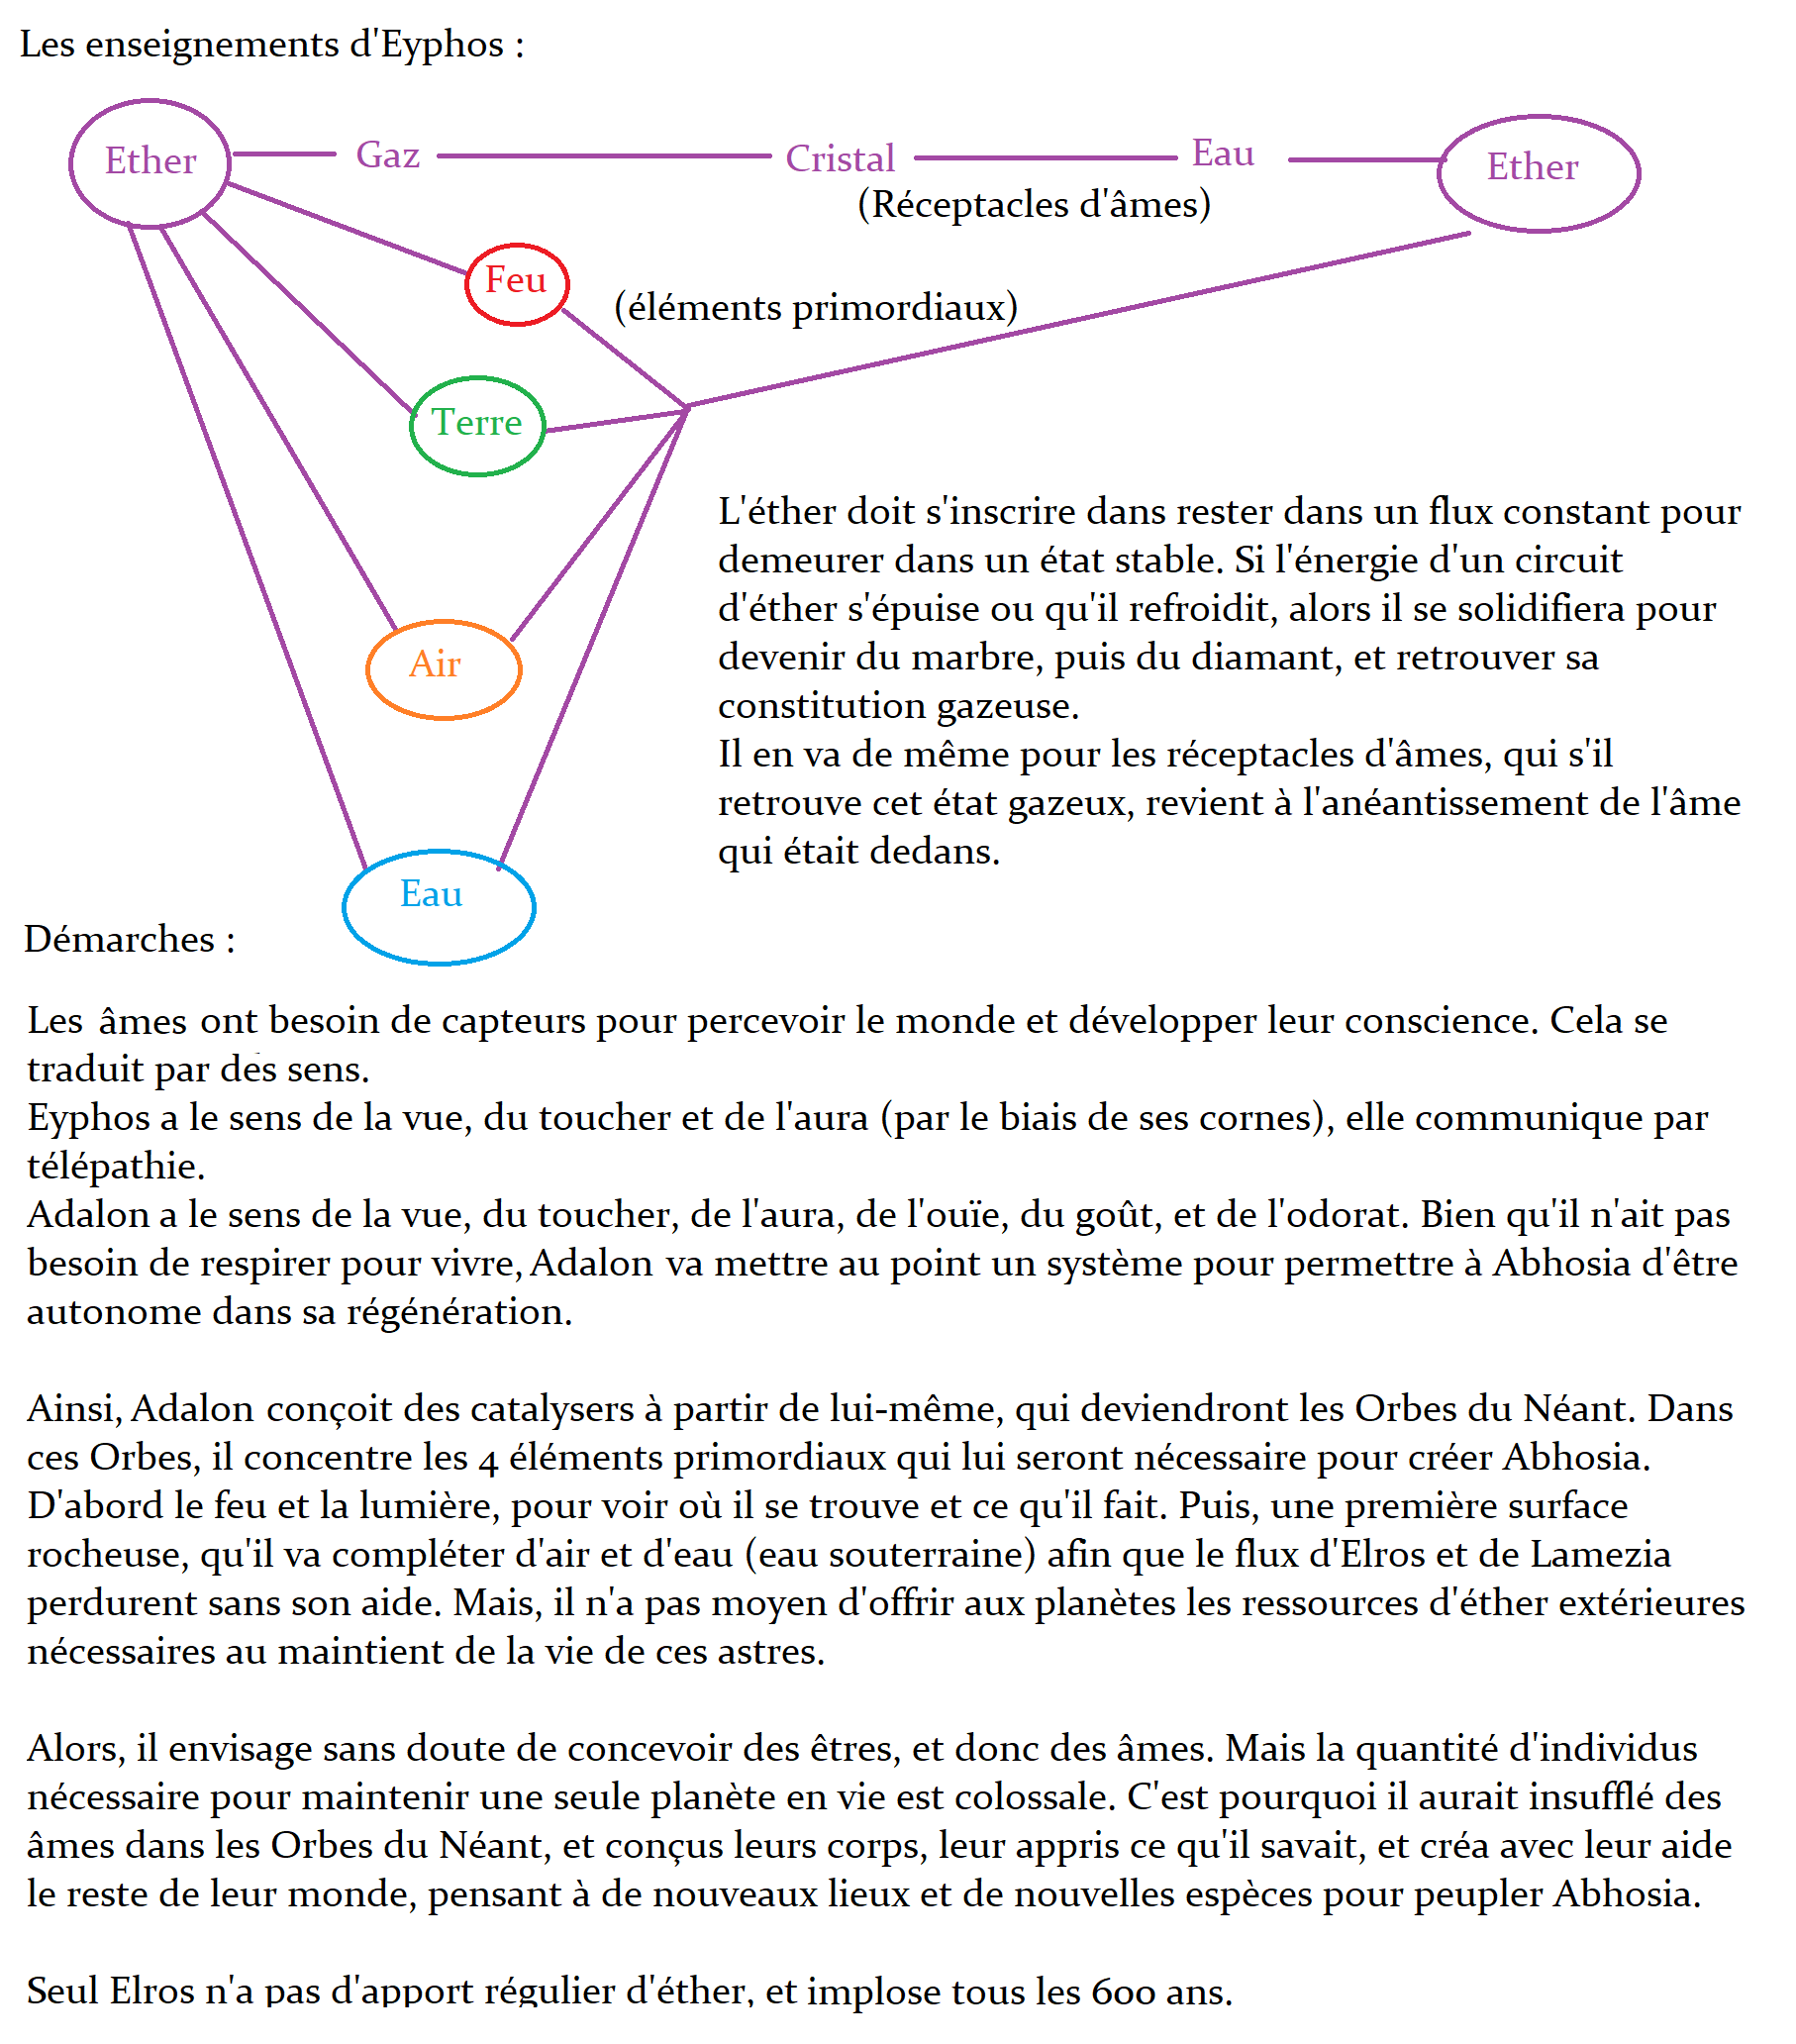 Les enseignements d'Eyphos :
Ether
Gaz
Cristal
Eau
Ether
(Réceptacles d'âmes)
Feu
(éléments primordiaux)
Terre
L'éther doit s'inscrire dans rester dans un flux constant pour
demeurer dans un état stable. Si l'énergie d'un circuit
d'éther s'épuise ou qu'il refroidit, alors il se solidifiera pour
devenir du marbre, puis du diamant, et retrouver sa
constitution gazeuse.
Il en va de même pour les réceptacles d'âmes, qui s'il
retrouve cet état gazeux, revient à l'anéantissement de l'âme
qui était dedans.
Air
Eau
Démarches :
Les âmes ont besoin de capteurs pour percevoir le monde et développer leur conscience. Cela se
traduit par des sens.
Eyphos a le sens de la vue, du toucher et de l'aura (par le biais de ses cornes), elle communique par
télépathie.
Adalon a le sens de la vue, du toucher, de l'aura, de l'ouïe, du goût, et de l'odorat. Bien qu'il n'ait pas
besoin de respirer pour vivre, Adalon va mettre au point un système pour permettre à Abhosia d'être
autonome dans sa régénération.
Ainsi, Adalon conçoit des catalysers à partir de lui-même, qui deviendront les Orbes du Néant. Dans
ces Orbes, il concentre les 4 éléments primordiaux qui lui seront nécessaire pour créer Abhosia.
D'abord le feu et la lumière, pour voir où il se trouve et ce qu'il fait. Puis, une première surface
rocheuse, qu'il va compléter d'air et d'eau (eau souterraine) afin que le flux d'Elros et de Lamezia
perdurent sans son aide. Mais, il n'a pas moyen d'offrir aux planètes les ressources d'éther extérieures
nécessaires au maintient de la vie de ces astres.
Alors, il envisage sans doute de concevoir des êtres, et donc des âmes. Mais la quantité d'individus
nécessaire pour maintenir une seule planète en vie est colossale. C'est pourquoi il aurait insufflé des
âmes dans les Orbes du Néant, et conçus leurs corps, leur appris ce qu'il savait, et créa avec leur aide
le reste de leur monde, pensant à de nouveaux lieux et de nouvelles espèces pour peupler Abhosia.
Seul Elros n'a pas d'apport régulier d'éther, et implose tous les 600 ans.